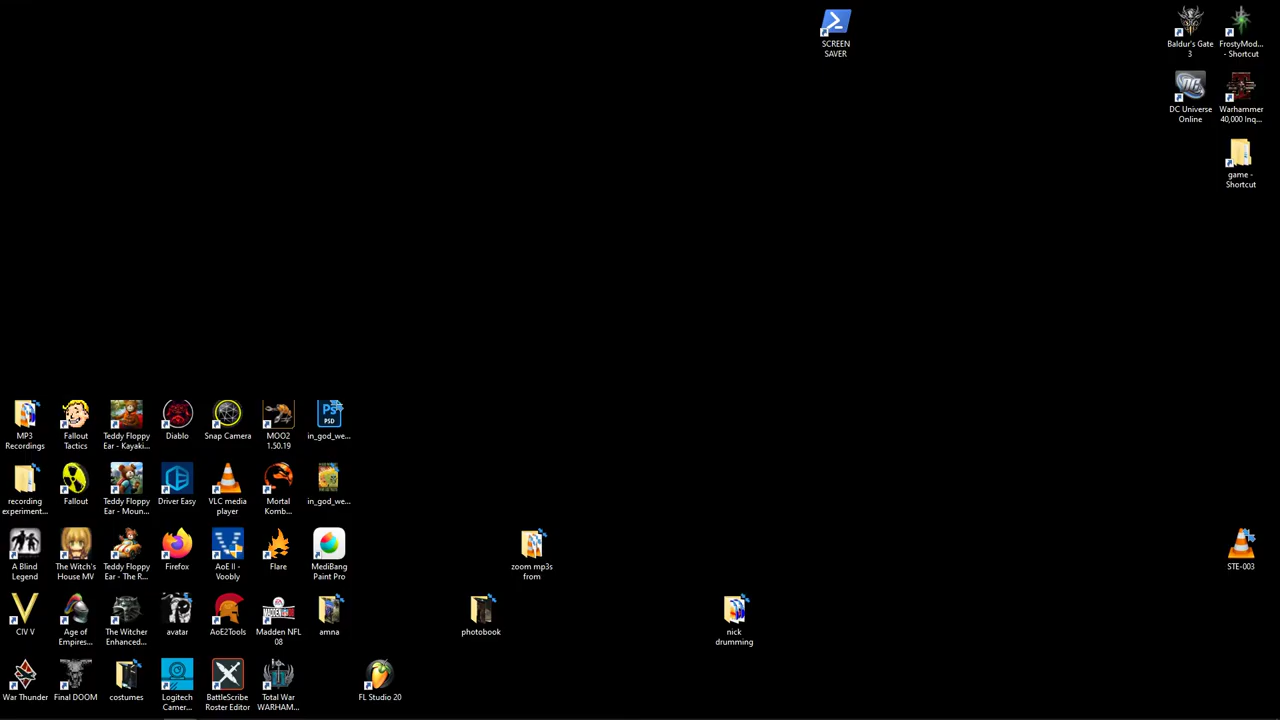 SCREEN
SAVER
Baldur's Gate
3
FrostyMod...
- Shortcut
DC Universe
Online
Warhammer
40,000 Inq...
game -
Shortcut
MP3
Recordings
Fallout
Tactics
Teddy Floppy
Ear - Kayaki...
Diablo
Snap Camera
MOO2
1.50.19
Ps
PSD
in_god_we...
recording
experiment...
Fallout
Teddy Floppy
Ear - Moun...
Driver Easy
VLC media
player
Mortal
Komb...
in_god_we...
A Blind
Legend
The Witch's
House MV
Teddy Floppy
Ear - The R...
Firefox
AoE II -
Voobly
Flare
MediBang
Paint Pro
zoom mp3s
from
STE-003
CIV V
Age of
Empires...
The Witcher
Enhanced...
avatar
AoE2Tools
MADDEN
Madden NFL
08
amna
photobook
nick
drumming
War Thunder
Final DOOM
costumes
Logitech
Camer...
BattleScribe
Roster Editor
Total War
WARHAM...
FL Studio 20